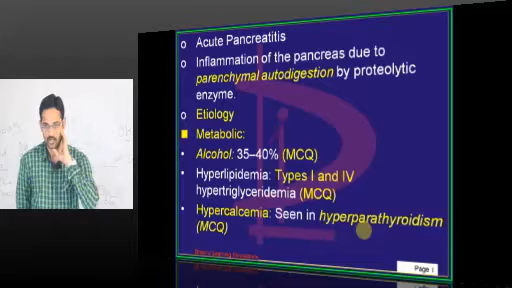 Acute Pancreatitis
Inflammation of the pancreas due to
parenchymal autodigestion by proteolytic
enzyme.
Etiology
Metabolic:
Alcohol: 35–40% (MCQ)
Hyperlipidemia: Types I and IV
hypertriglyceridemia (MCQ)
Hypercalcemia: Seen in hyperparathyroidism
(MCQ)
Page 1